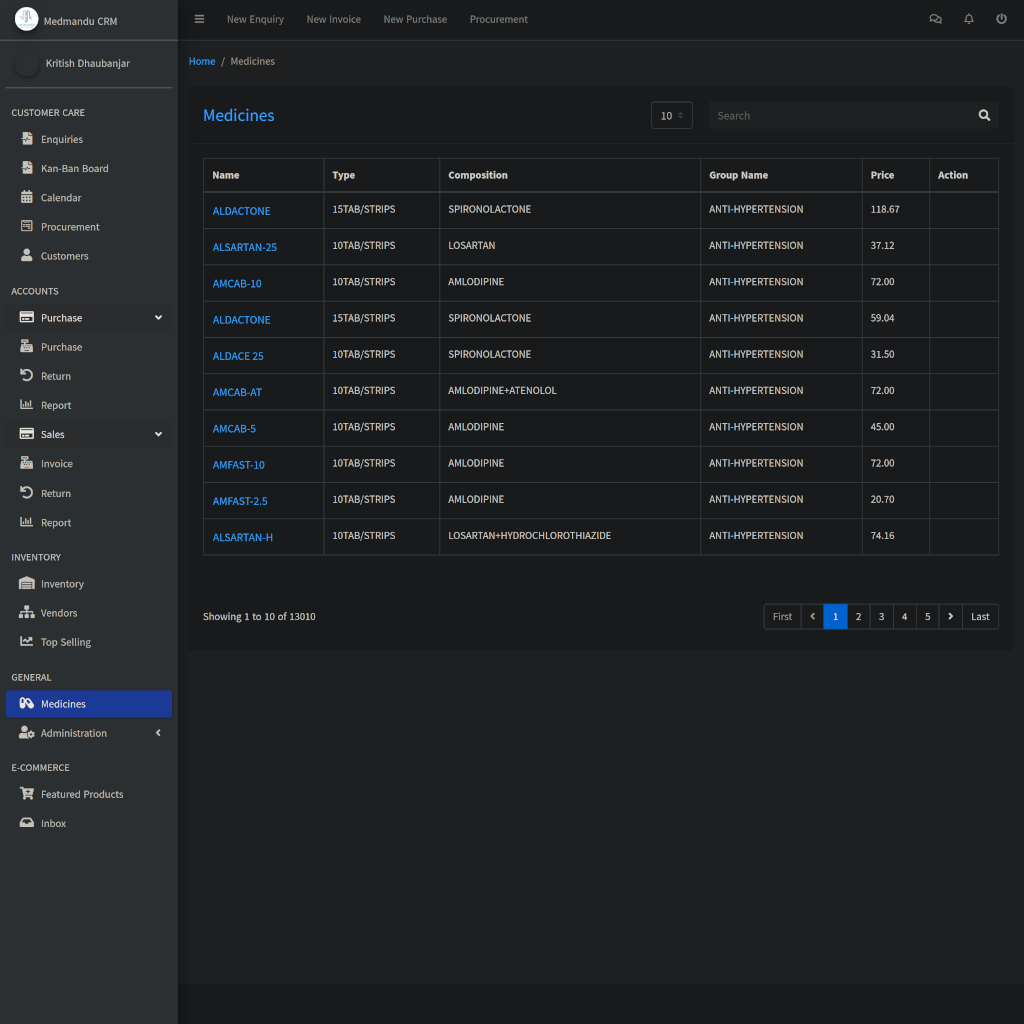 Medmandu CRM
New Enquiry New Invoice New Purchase Procurement
Kritish Dhaubanjar
CUSTOMER CARE
Enquiries
Kan-Ban Board
Calendar
Procurement
Customers
ACCOUNTS
Purchase
Purchase
Return
Report
Sales
Invoice
Return
Report
INVENTORY
Inventory
Vendors
Top Selling
GENERAL
Medicines
Administration
E-COMMERCE
Featured Products
Inbox
Home / Medicines
Medicines 10 Search
Name Type Composition Group Name Price Action
ALDACTONE 15TAB/STRIPS SPIRONOLACTONE ANTI-HYPERTENSION 118.67
ALSARTAN-25 10TAB/STRIPS LOSARTAN ANTI-HYPERTENSION 37.12
AMCAB-10 10TAB/STRIPS AMLODIPINE ANTI-HYPERTENSION 72.00
ALDACTONE 15TAB/STRIPS SPIRONOLACTONE ANTI-HYPERTENSION 59.04
ALDACE 25 10TAB/STRIPS SPIRONOLACTONE ANTI-HYPERTENSION 31.50
AMCAB-AT 10TAB/STRIPS AMLODIPINE+ATENOLOL ANTI-HYPERTENSION 72.00
AMCAB-5 10TAB/STRIPS AMLODIPINE ANTI-HYPERTENSION 45.00
AMFAST-10 10TAB/STRIPS AMLODIPINE ANTI-HYPERTENSION 72.00
AMFAST-2.5 10TAB/STRIPS AMLODIPINE ANTI-HYPERTENSION 20.70
ALSARTAN-H 10TAB/STRIPS LOSARTAN+HYDROCHLOROTHIAZIDE ANTI-HYPERTENSION 74.16
Showing 1 to 10 of 13010
First 1 2 3 4 5 Last